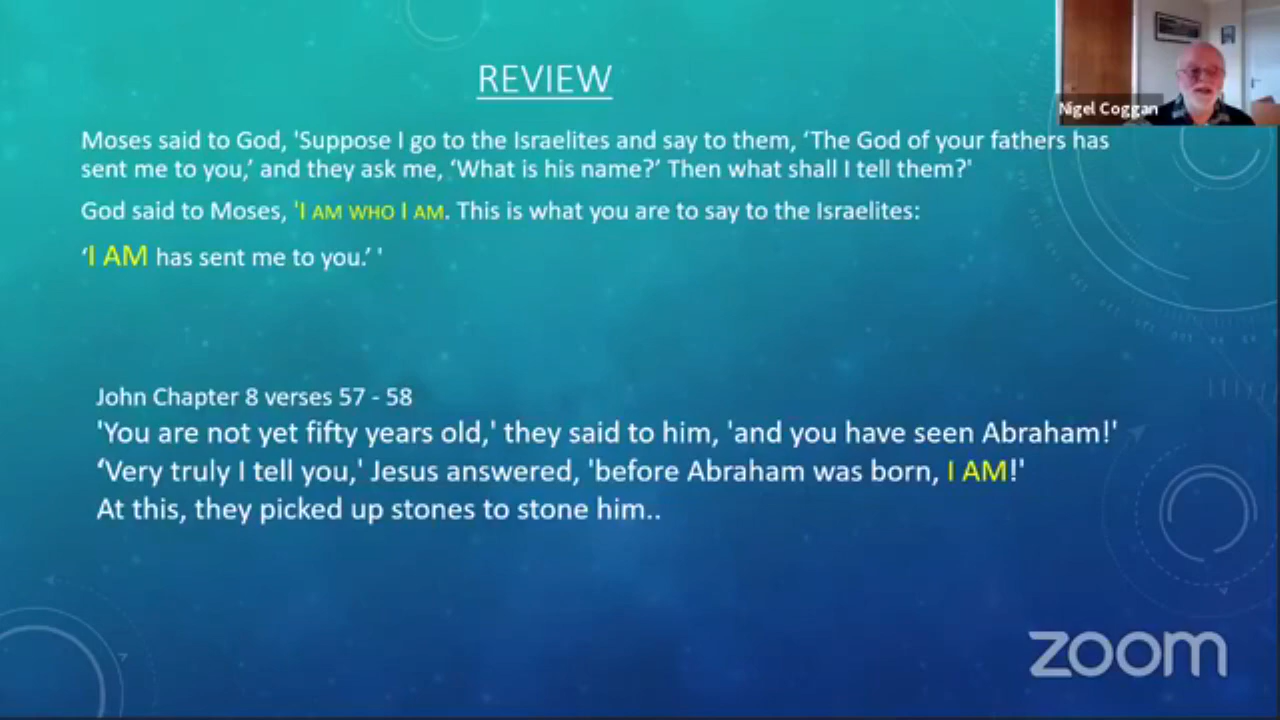 REVIEW
Nigel Coggan
Moses said to God, 'Suppose I go to the Israelites and say to them, ‘The God of your fathers has
sent me to you,’ and they ask me, ‘What is his name?’ Then what shall I tell them?'
God said to Moses, 'I AM WHO I AM. This is what you are to say to the Israelites:
‘I AM has sent me to you.’ '
John Chapter 8 verses 57 - 58
'You are not yet fifty years old,' they said to him, 'and you have seen Abraham!'
‘Very truly I tell you,' Jesus answered, 'before Abraham was born, I AM!'
At this, they picked up stones to stone him..
zoom